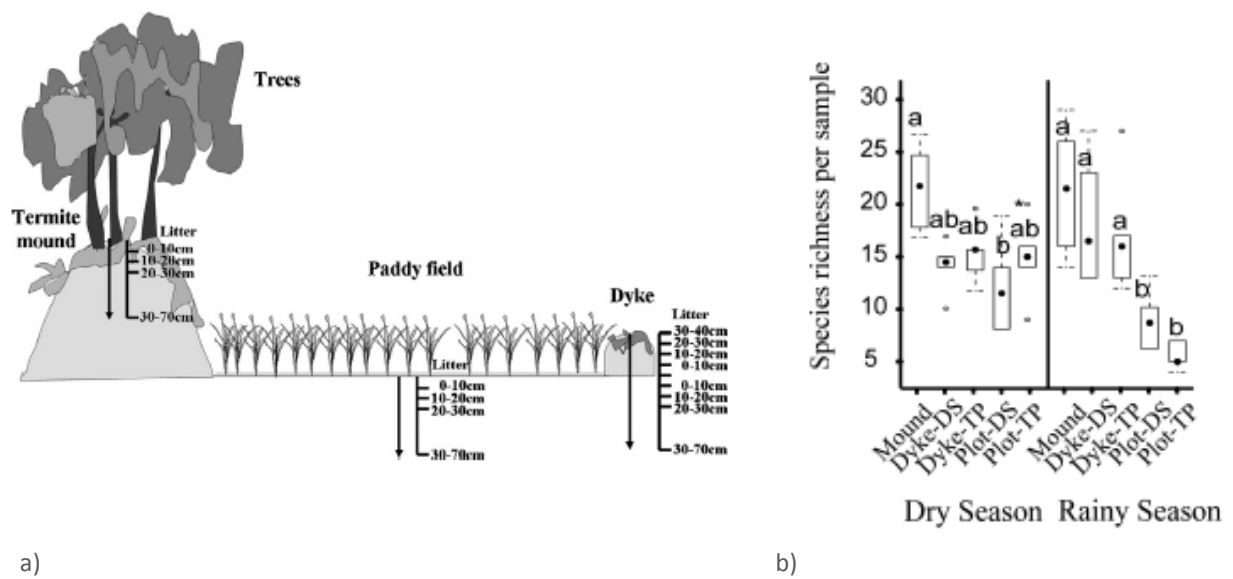 Trees
Termite
mound
Litter
0-10cm
10-20cm
20-30cm
30-70cm
Paddy field
Litter
0-10cm
10-20cm
20-30cm
30-70cm
Dyke
Litter
30-40cm
20-30cm
10-20cm
0-10cm
0-10cm
10-20cm
20-30cm
30-70cm
a)
Species richness per sample
30
25
20
15
10
5
a
ab
ab
b
*
ab
a
a
a
b
b
Mound
Dyke-DS
Dyke-TP
Plot-DS
Plot-TP
Mound
Dyke-DS
Dyke-TP
Plot-DS
Plot-TP
Dry Season
Rainy Season
b)